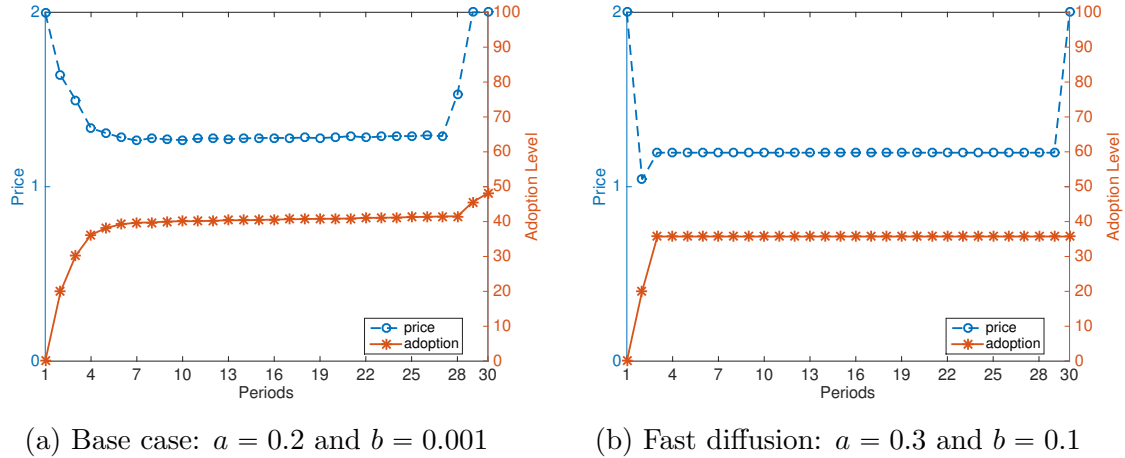 2
1
0
Price
100
90
80
70
60
50
40
30
20
10
0
Adoption Level
price
adoption
1 4 7 10 13 16 19 22 25 28 30
Periods
(a) Base case: a = 0.2 and b = 0.001
2
1
0
Price
100
90
80
70
60
50
40
30
20
10
0
Adoption Level
price
adoption
1 4 7 10 13 16 19 22 25 28 30
Periods
(b) Fast diffusion: a = 0.3 and b = 0.1